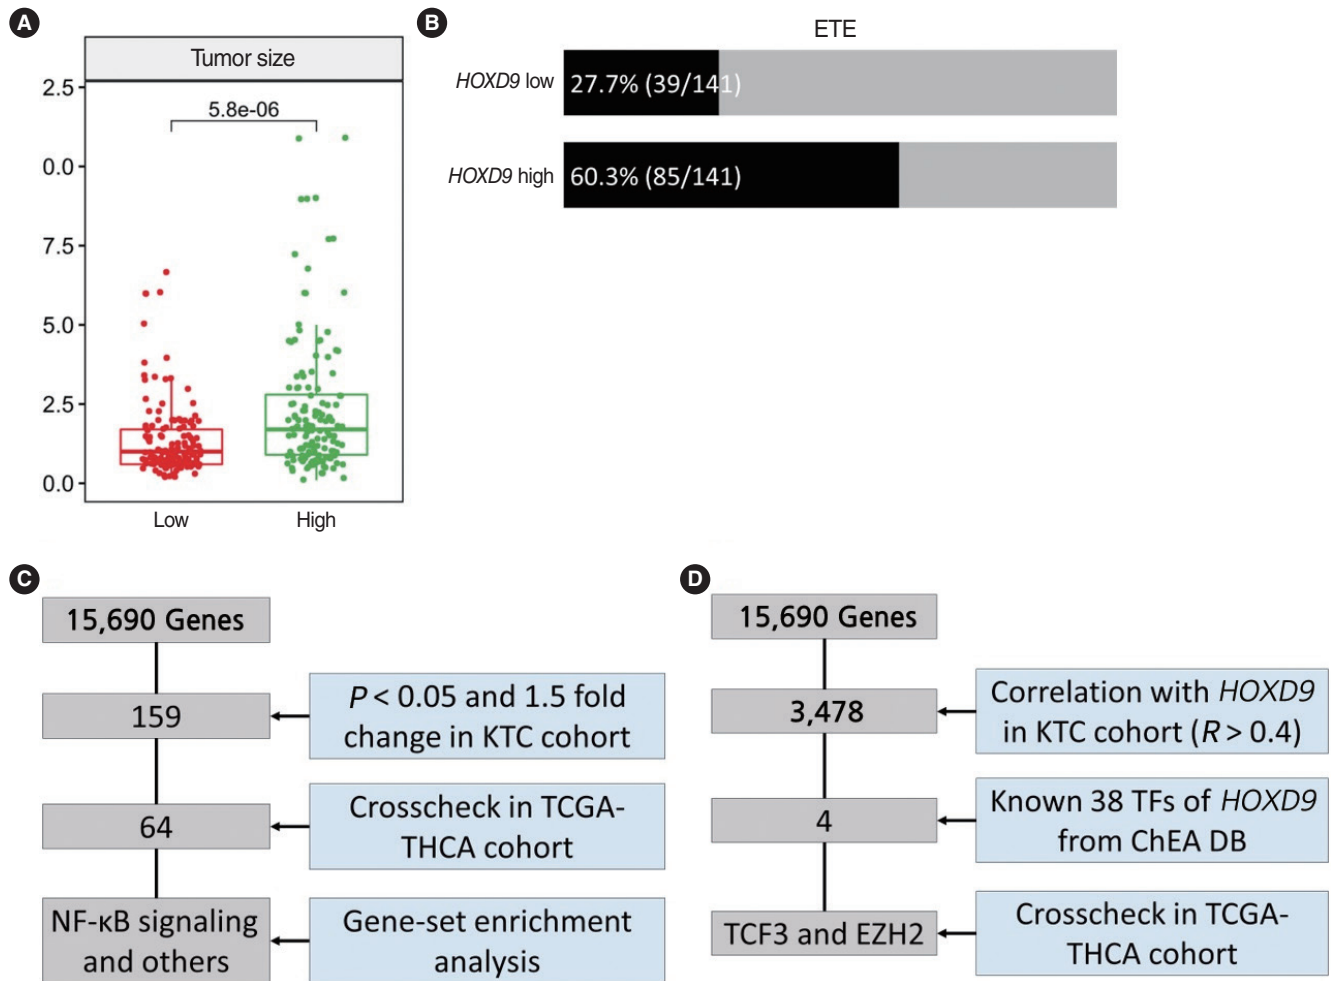 A
Tumor size
5.8e-06
2.5
0.0
7.5
5.0
2.5
0.0
Low
High
B
ETE
HOXD9 low
27.7% (39/141)
HOXD9 high
60.3% (85/141)
C
15,690 Genes
159
P < 0.05 and 1.5 fold
change in KTC cohort
64
Crosscheck in TCGA-
THCA cohort
NF-κB signaling
and others
Gene-set enrichment
analysis
D
15,690 Genes
3,478
Correlation with HOXD9
in KTC cohort (R > 0.4)
4
Known 38 TFs of HOXD9
from ChEA DB
TCF3 and EZH2
Crosscheck in TCGA-
THCA cohort